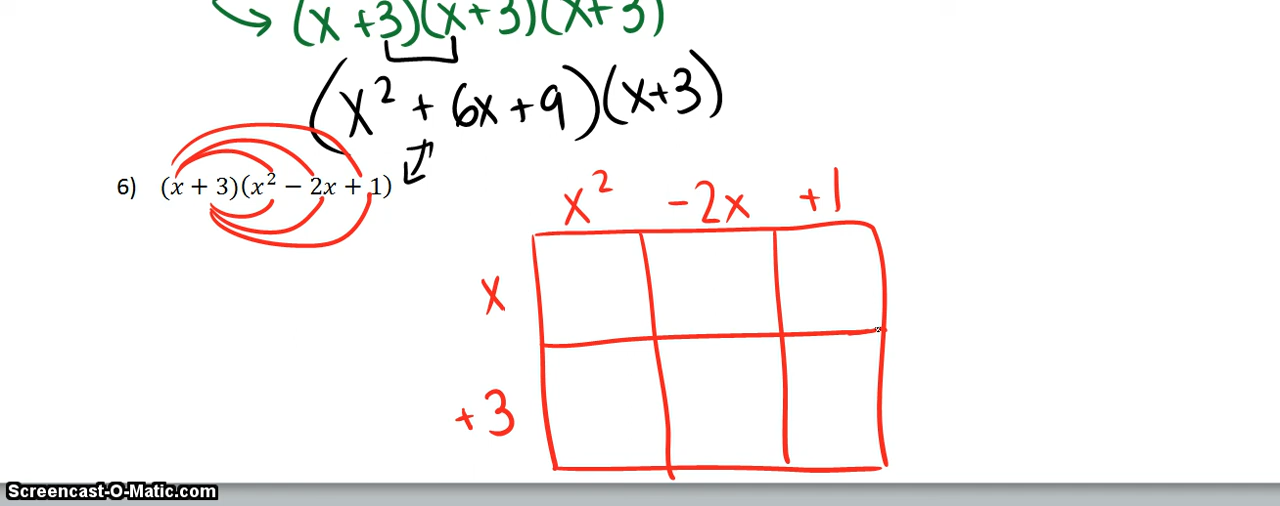 (x+3)(x+3)(x+3)
(x² + 6x + 9)(x+3)
6) (x + 3)(x² − 2x + 1)
x² -2x +1
x
+3
Screencast-O-Matic.com